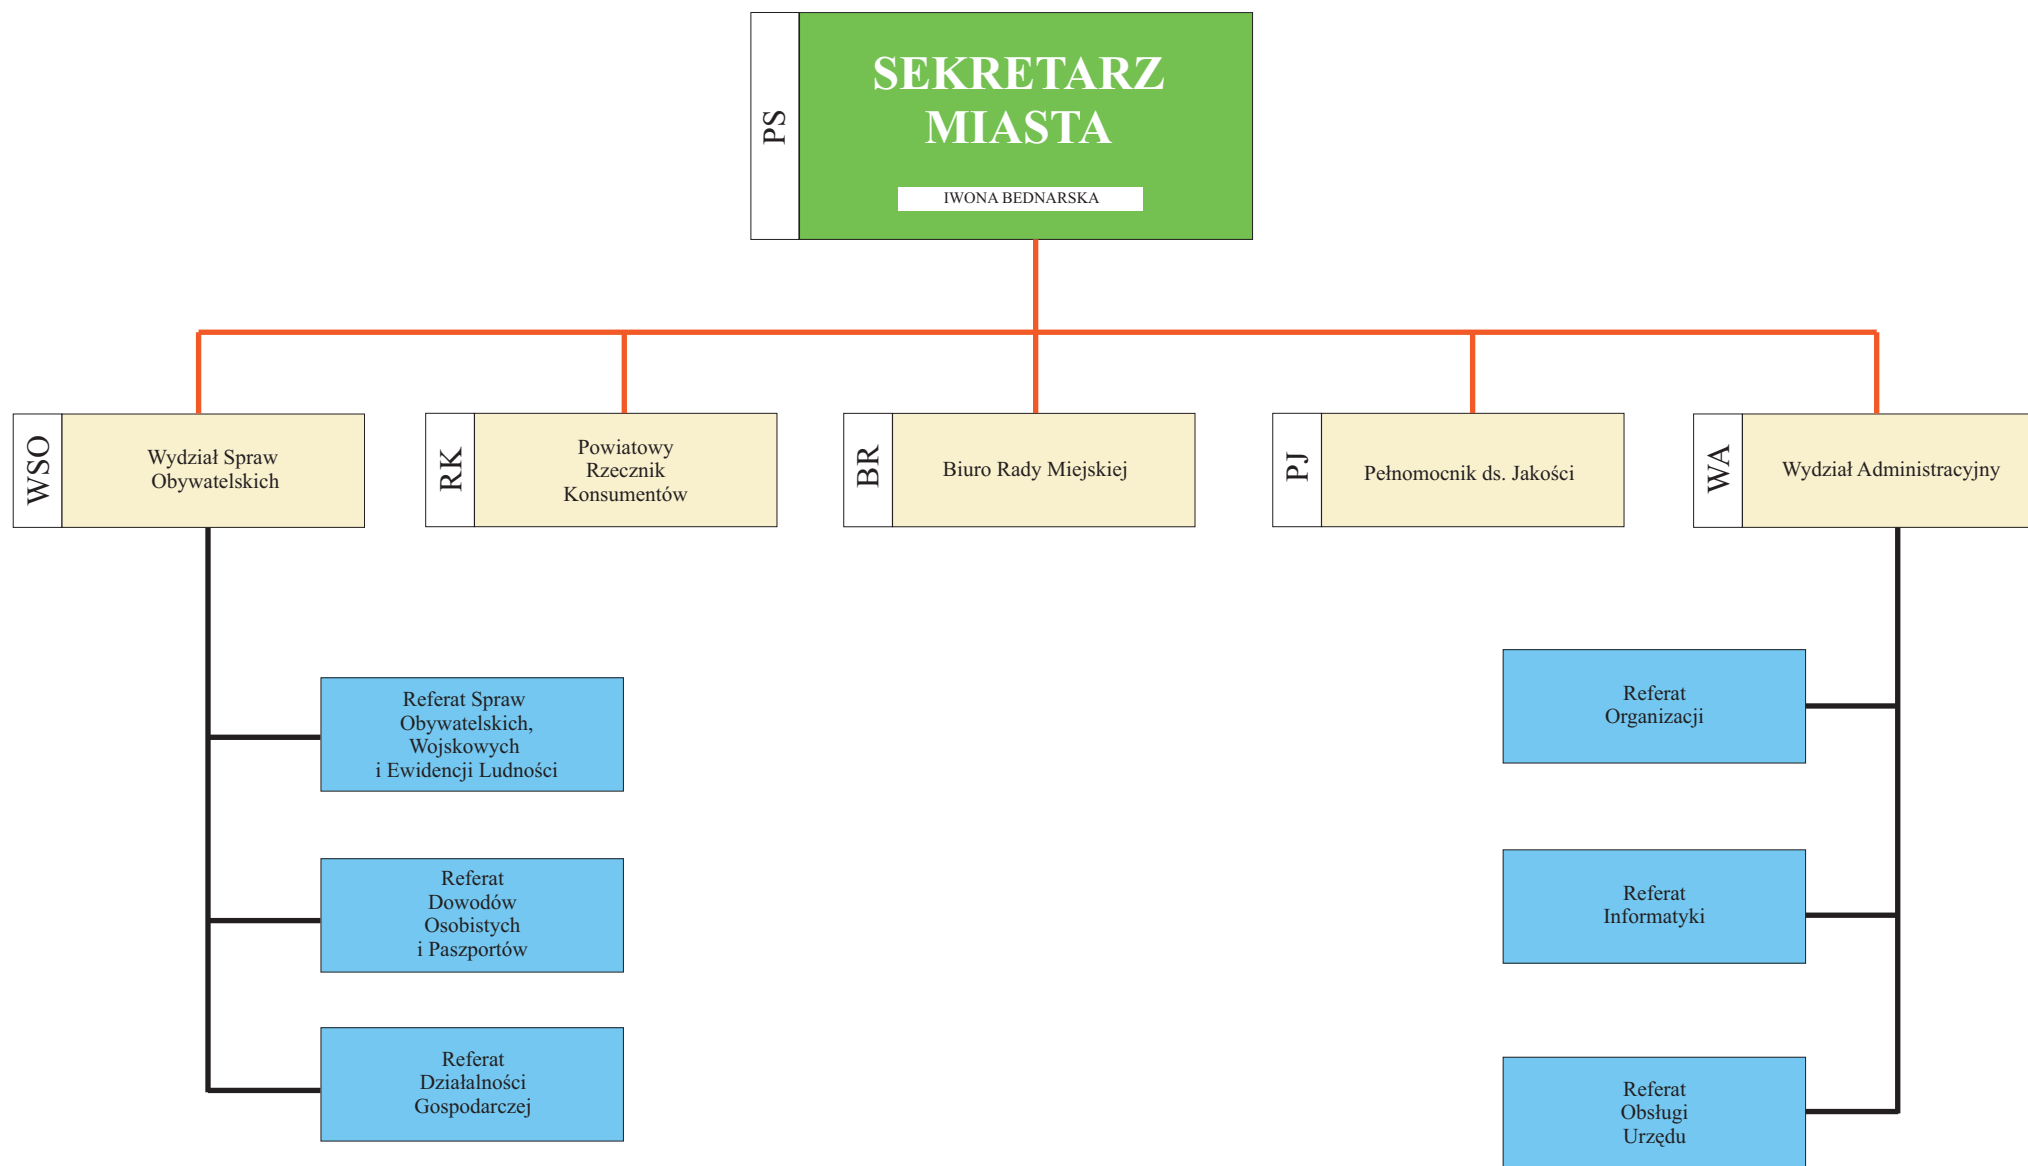 PS
SEKRETARZ
MIASTA
IWONA BEDNARSKA
WSO
Wydział Spraw
Obywatelskich
RK
Powiatowy
Rzecznik
Konsumentów
BR
Biuro Rady Miejskiej
PJ
Pełnomocnik ds. Jakości
WA
Wydział Administracyjny
Referat Spraw
Obywatelskich,
Wojskowych
i Ewidencji Ludności
Referat
Dowodów
Osobistych
i Paszportów
Referat
Działalności
Gospodarczej
Referat
Organizacji
Referat
Informatyki
Referat
Obsługi
Urzędu